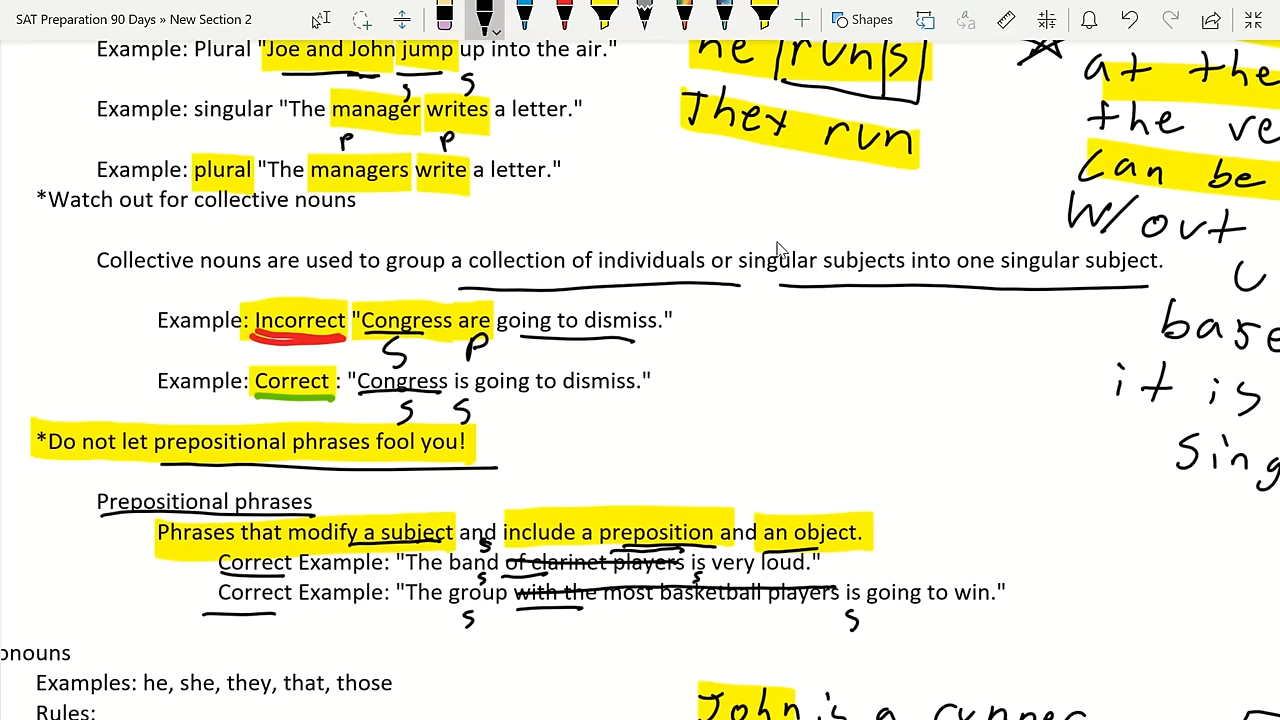 SAT Preparation 90 Days » New Section 2
Shapes
Example: Plural "Joe and John jump up into the air."
he runs
at the
S S
Example: singular "The manager writes a letter."
They run
the ve
P P
Example: plural "The managers write a letter."
can be
*Watch out for collective nouns
w/out
Collective nouns are used to group a collection of individuals or singular subjects into one singular subject.
Example: Incorrect "Congress are going to dismiss."
base
S P
Example: Correct : "Congress is going to dismiss."
it is
S S
*Do not let prepositional phrases fool you!
sing
Prepositional phrases
Phrases that modify a subject and include a preposition and an object.
S
Correct Example: "The band of clarinet players is very loud."
S S
Correct Example: "The group with the most basketball players is going to win."
S S
onouns
Examples: he, she, they, that, those
Rules:
John is a runner